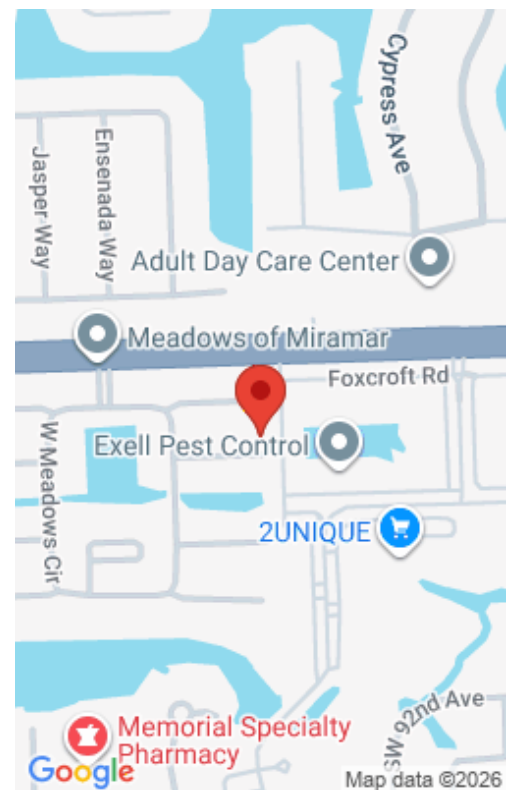 Cypress Ave
Ensenada Way
Jasper Way
Adult Day Care Center
Meadows of Miramar
Foxcroft Rd
Exell Pest Control
W Meadows Cir
2UNIQUE
SW 92nd Ave
Memorial Specialty
Pharmacy
Google
Map data ©2026